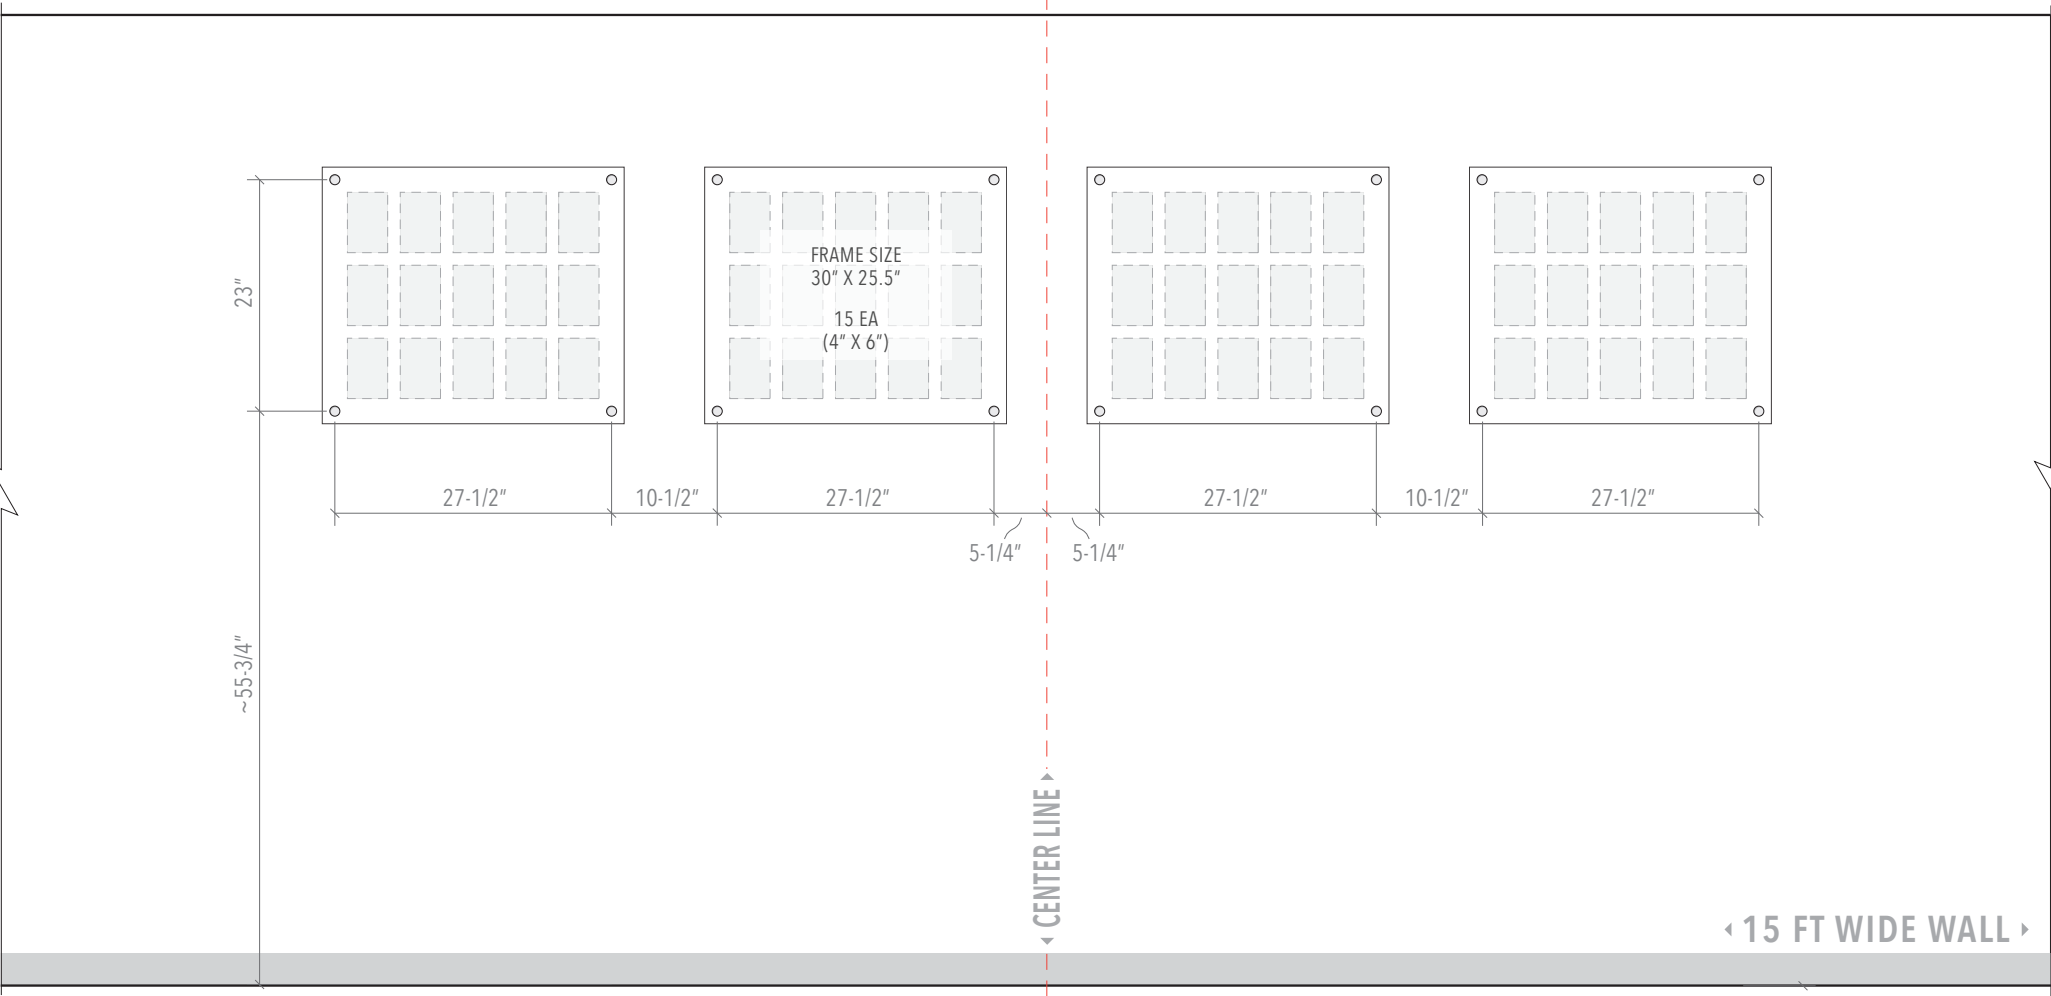 FRAME SIZE
30" X 25.5"
15 EA
(4" X 6")
23"
27-1/2"
10-1/2"
27-1/2"
27-1/2"
10-1/2"
27-1/2"
5-1/4"
5-1/4"
~55-3/4"
CENTER LINE
15 FT WIDE WALL